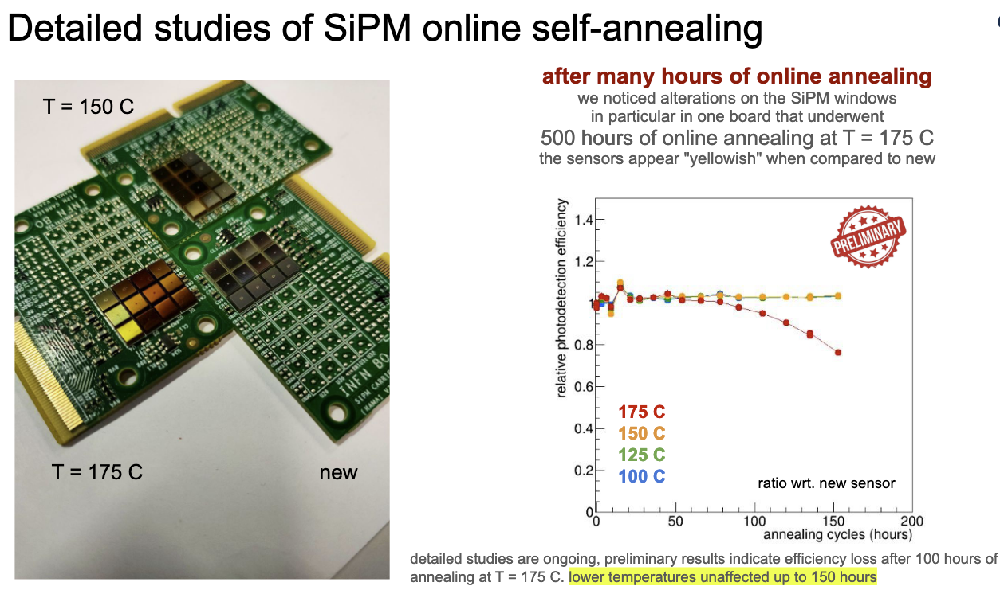 Detailed studies of SiPM online self-annealing
T = 150 C
T = 175 C
new
after many hours of online annealing
we noticed alterations on the SiPM windows
in particular in one board that underwent
500 hours of online annealing at T = 175 C
the sensors appear "yellowish" when compared to new
relative photodetection efficiency
1.4
1.2
1
0.8
0.6
0.4
0.2
0
PRELIMINARY
175 C
150 C
125 C
100 C
ratio wrt. new sensor
0 50 100 150 200
annealing cycles (hours)
detailed studies are ongoing, preliminary results indicate efficiency loss after 100 hours of
annealing at T = 175 C. lower temperatures unaffected up to 150 hours
INFN BO
SIPM CARRI